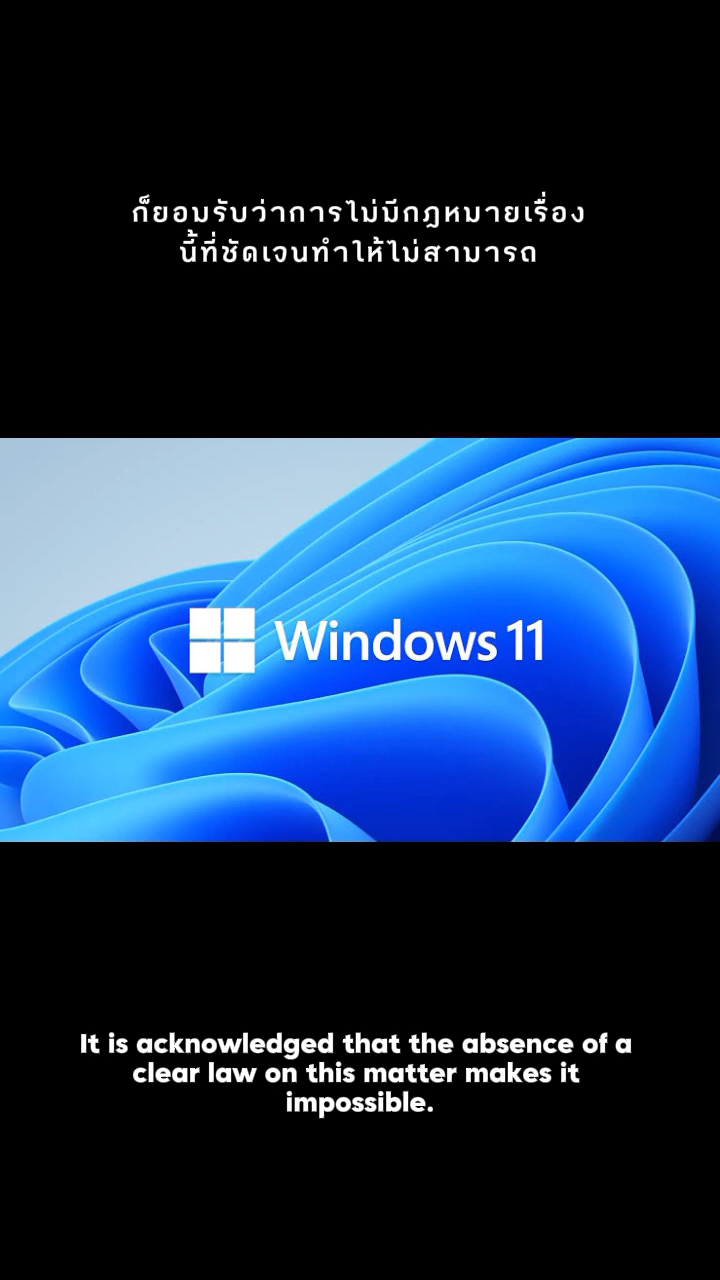 ก็ยอมรับว่าการไม่มีกฎหมายเรื่อง
นี้ที่ชัดเจนทำให้ไม่สามารถ
Windows 11
It is acknowledged that the absence of a
clear law on this matter makes it
impossible.